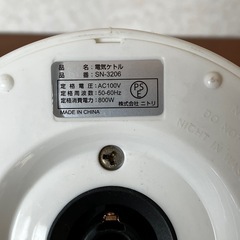 品 名：電気ケトル
品 番：SN-3206
定格電圧：AC100V
定格周波数：50-60Hz
定格消費電力：800W
MADE IN CHINA
PSE
株式会社 ニトリ